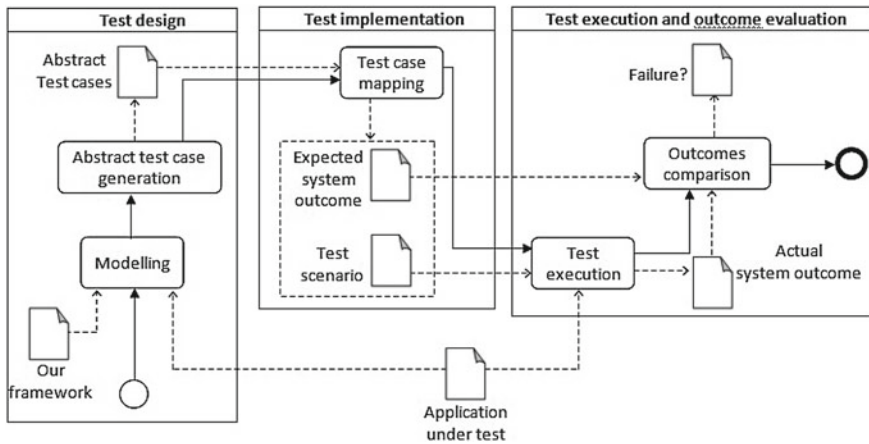 Test design
Test implementation
Test execution and outcome evaluation
Abstract
Test cases
Test case
mapping
Failure?
Abstract test case
generation
Expected
system
outcome
Outcomes
comparison
Modelling
Test
scenario
Test
execution
Actual
system outcome
Our
framework
Application
under test